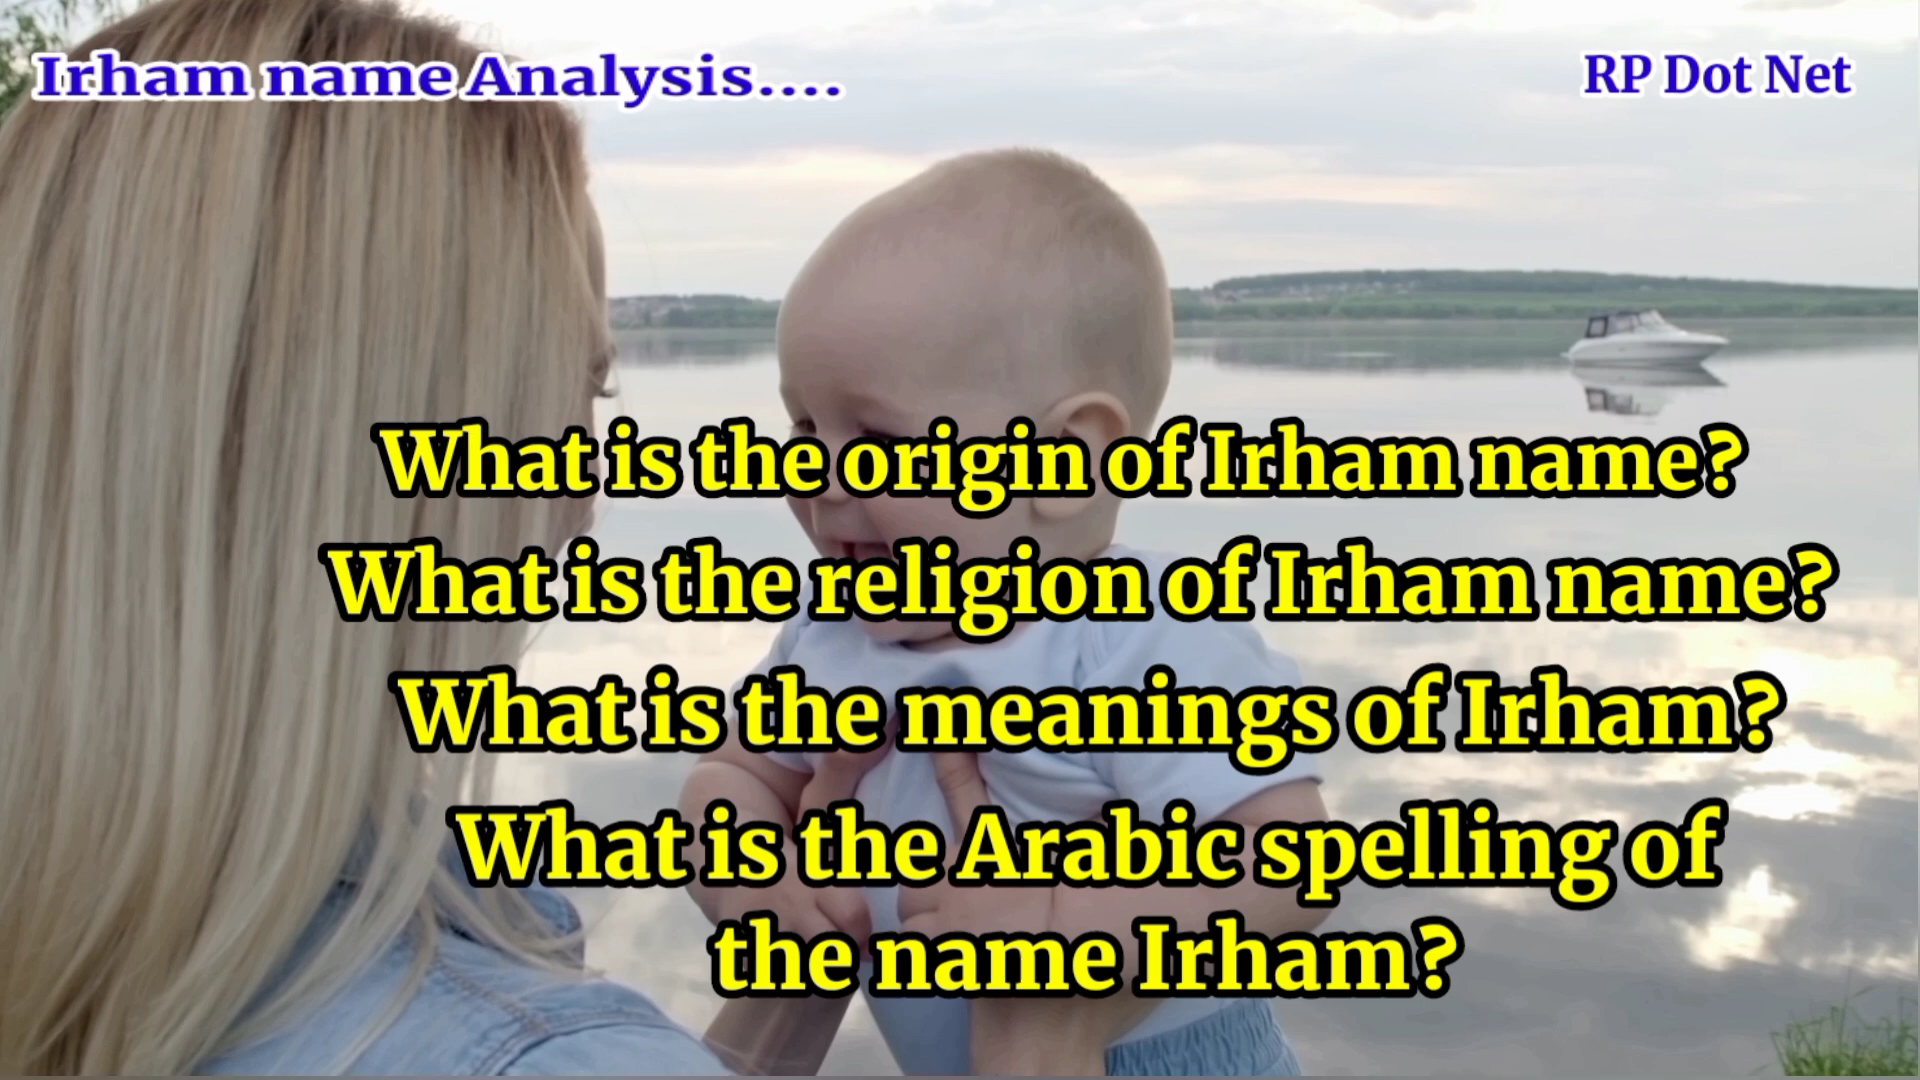 Irham name Analysis....
RP Dot Net
What is the origin of Irham name?
What is the religion of Irham name?
What is the meanings of Irham?
What is the Arabic spelling of
the name Irham?